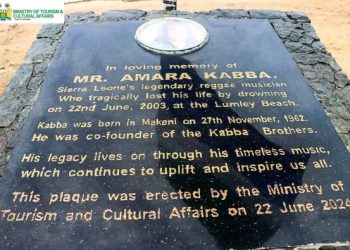 MINISTRY OF TOURISM &
CULTURAL AFFAIRS
In loving memory of
MR. AMARA KABBA,
Sierra Leone's legendary reggae musician
Who tragically lost his life by drowning
on 22nd June, 2003, at the Lumley Beach.
Kabba was born in Makeni on 27th November, 1962.
He was co-founder of the Kabba Brothers.
His legacy lives on through his timeless music,
which continues to uplift and inspire us all.
This plaque was erected by the Ministry of
Tourism and Cultural Affairs on 22 June 2024